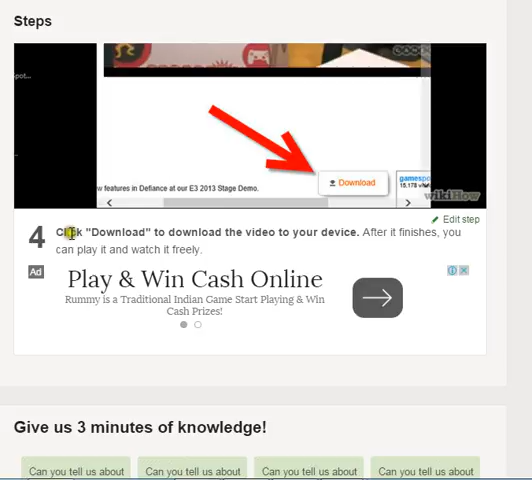 Steps
pot...
Download
gamespo
15.178 v
w features in Defiance at our E3 2013 Stage Demo.
wikiHow
Edit step
4 Click "Download" to download the video to your device. After it finishes, you
can play it and watch it freely.
Ad
Play & Win Cash Online
Rummy is a Traditional Indian Game Start Playing & Win
Cash Prizes!
Give us 3 minutes of knowledge!
Can you tell us about Can you tell us about Can you tell us about Can you tell us about